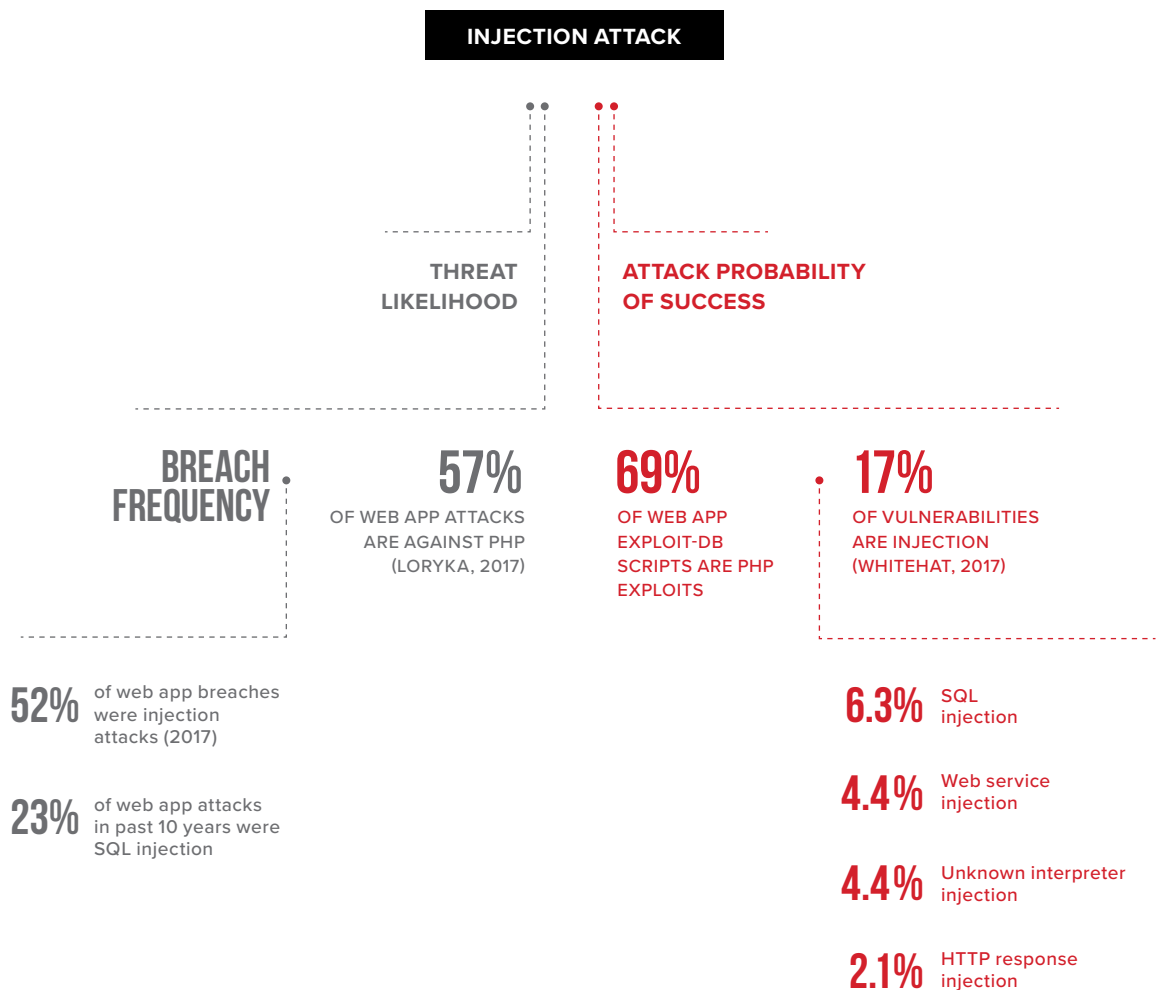 INJECTION ATTACK
THREAT
LIKELIHOOD
ATTACK PROBABILITY
OF SUCCESS
BREACH
FREQUENCY
57%
OF WEB APP ATTACKS
ARE AGAINST PHP
(LORYKA, 2017)
69%
OF WEB APP
EXPLOIT-DB
SCRIPTS ARE PHP
EXPLOITS
17%
OF VULNERABILITIES
ARE INJECTION
(WHITEHAT, 2017)
52%
of web app breaches
were injection
attacks (2017)
23%
of web app attacks
in past 10 years were
SQL injection
6.3%
SQL
injection
4.4%
Web service
injection
4.4%
Unknown interpreter
injection
2.1%
HTTP response
injection